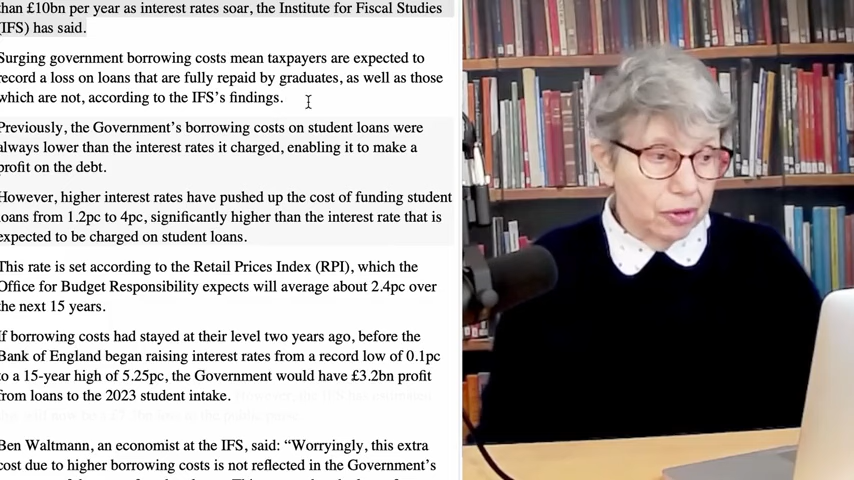 than £10bn per year as interest rates soar, the Institute for Fiscal Studies
(IFS) has said.
Surging government borrowing costs mean taxpayers are expected to
record a loss on loans that are fully repaid by graduates, as well as those
which are not, according to the IFS’s findings.
Previously, the Government’s borrowing costs on student loans were
always lower than the interest rates it charged, enabling it to make a
profit on the debt.
However, higher interest rates have pushed up the cost of funding student
loans from 1.2pc to 4pc, significantly higher than the interest rate that is
expected to be charged on student loans.
This rate is set according to the Retail Prices Index (RPI), which the
Office for Budget Responsibility expects will average about 2.4pc over
the next 15 years.
If borrowing costs had stayed at their level two years ago, before the
Bank of England began raising interest rates from a record low of 0.1pc
to a 15-year high of 5.25pc, the Government would have £3.2bn profit
from loans to the 2023 student intake. However, the IFS has estimated
Ben Waltmann, an economist at the IFS, said: “Worryingly, this extra
cost due to higher borrowing costs is not reflected in the Government’s